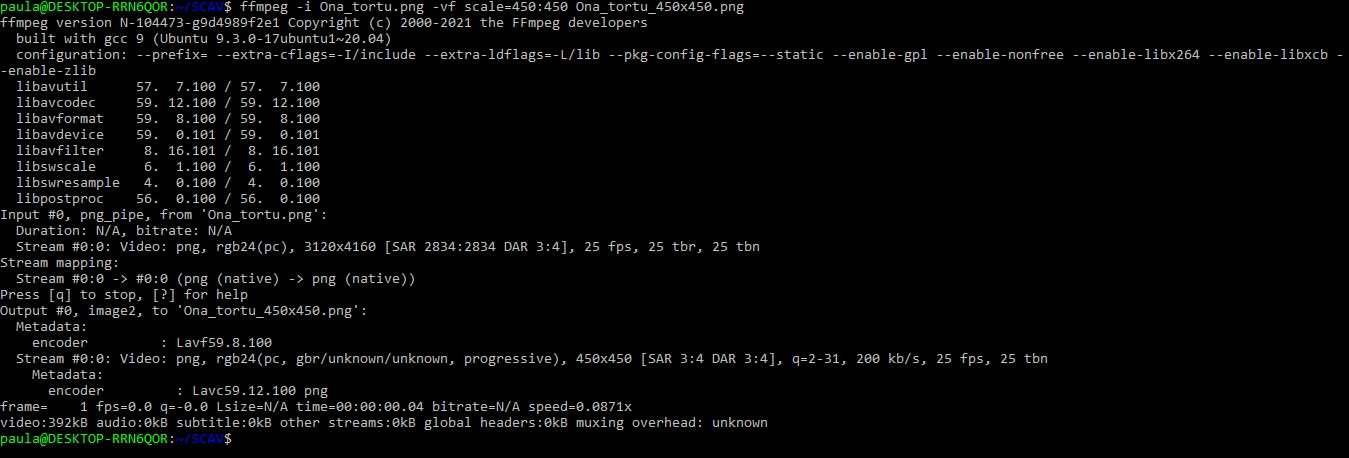 paula@DESKTOP-RRN6QOR:~/SCAV$ ffmpeg -i Ona_tortu.png -vf scale=450:450 Ona_tortu_450x450.png
ffmpeg version N-104473-g9d4989f2e1 Copyright (c) 2000-2021 the FFmpeg developers
  built with gcc 9 (Ubuntu 9.3.0-17ubuntu1~20.04)
  configuration: --prefix= --extra-cflags=-I/include --extra-ldflags=-L/lib --pkg-config-flags=--static --enable-gpl --enable-nonfree --enable-libx264 --enable-libxcb -
-enable-zlib
  libavutil      57.  7.100 / 57.  7.100
  libavcodec     59. 12.100 / 59. 12.100
  libavformat    59.  8.100 / 59.  8.100
  libavdevice    59.  0.101 / 59.  0.101
  libavfilter     8. 16.101 /  8. 16.101
  libswscale      6.  1.100 /  6.  1.100
  libswresample   4.  0.100 /  4.  0.100
  libpostproc    56.  0.100 / 56.  0.100
Input #0, png_pipe, from 'Ona_tortu.png':
  Duration: N/A, bitrate: N/A
  Stream #0:0: Video: png, rgb24(pc), 3120x4160 [SAR 2834:2834 DAR 3:4], 25 fps, 25 tbr, 25 tbn
Stream mapping:
  Stream #0:0 -> #0:0 (png (native) -> png (native))
Press [q] to stop, [?] for help
Output #0, image2, to 'Ona_tortu_450x450.png':
  Metadata:
    encoder         : Lavf59.8.100
  Stream #0:0: Video: png, rgb24(pc, gbr/unknown/unknown, progressive), 450x450 [SAR 3:4 DAR 3:4], q=2-31, 200 kb/s, 25 fps, 25 tbn
    Metadata:
      encoder         : Lavc59.12.100 png
frame=    1 fps=0.0 q=-0.0 Lsize=N/A time=00:00:00.04 bitrate=N/A speed=0.0871x
video:392kB audio:0kB subtitle:0kB other streams:0kB global headers:0kB muxing overhead: unknown
paula@DESKTOP-RRN6QOR:~/SCAV$